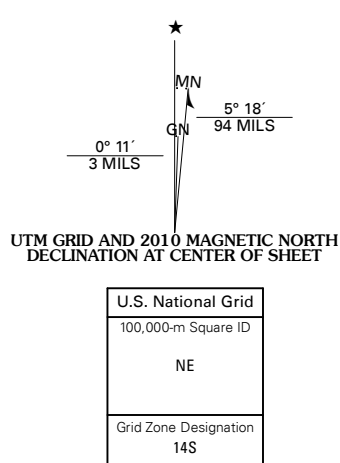 ★
MN
GN
5° 18´
94 MILS
0° 11´
3 MILS
UTM GRID AND 2010 MAGNETIC NORTH
DECLINATION AT CENTER OF SHEET
U.S. National Grid
100,000-m Square ID
NE
Grid Zone Designation
14S